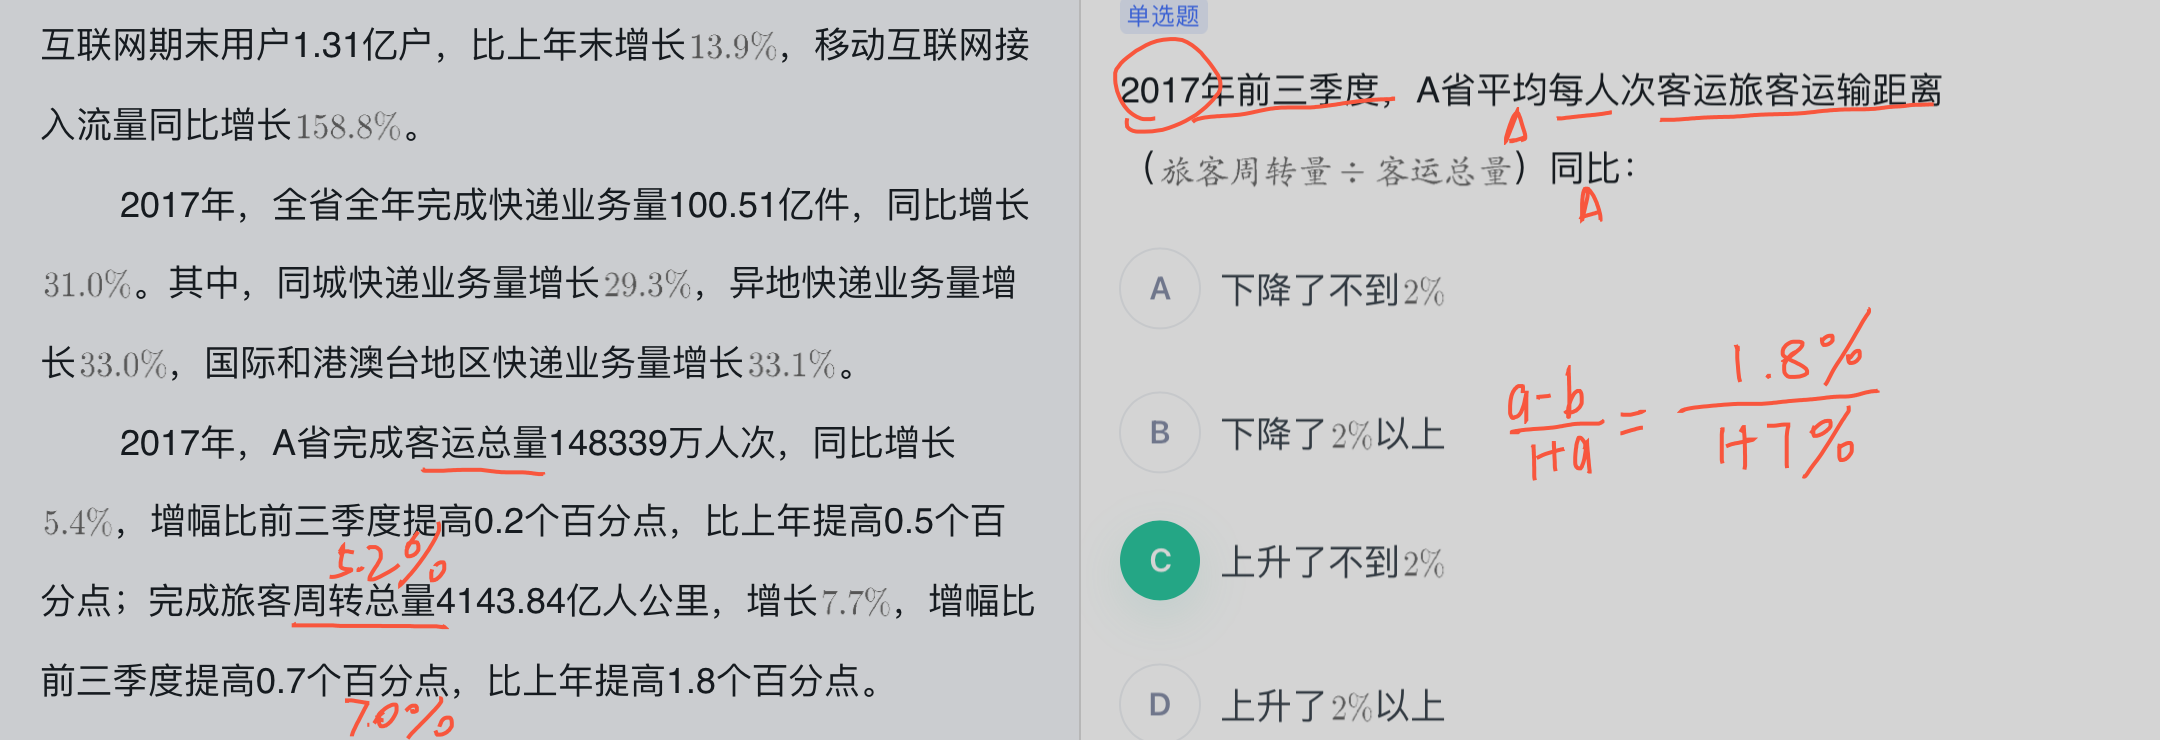 互联网期末用户1.31亿户，比上年末增长13.9%，移动互联网接
入流量同比增长158.8%。
2017年，全省全年完成快递业务量100.51亿件，同比增长
31.0%。其中，同城快递业务量增长29.3%，异地快递业务量增
长33.0%，国际和港澳台地区快递业务量增长33.1%。
2017年，A省完成客运总量148339万人次，同比增长
5.4%，增幅比前三季度提高0.2个百分点，比上年提高0.5个百
5.2%
分点；完成旅客周转总量4143.84亿人公里，增长7.7%，增幅比
前三季度提高0.7个百分点，比上年提高1.8个百分点。
7.0%
单选题
2017年前三季度，A省平均每人次客运旅客运输距离
（旅客周转量÷客运总量）同比：
A 下降了不到2%
B 下降了2%以上
C 上升了不到2%
D 上升了2%以上
a-b/1+a = 1.8%/1+7%